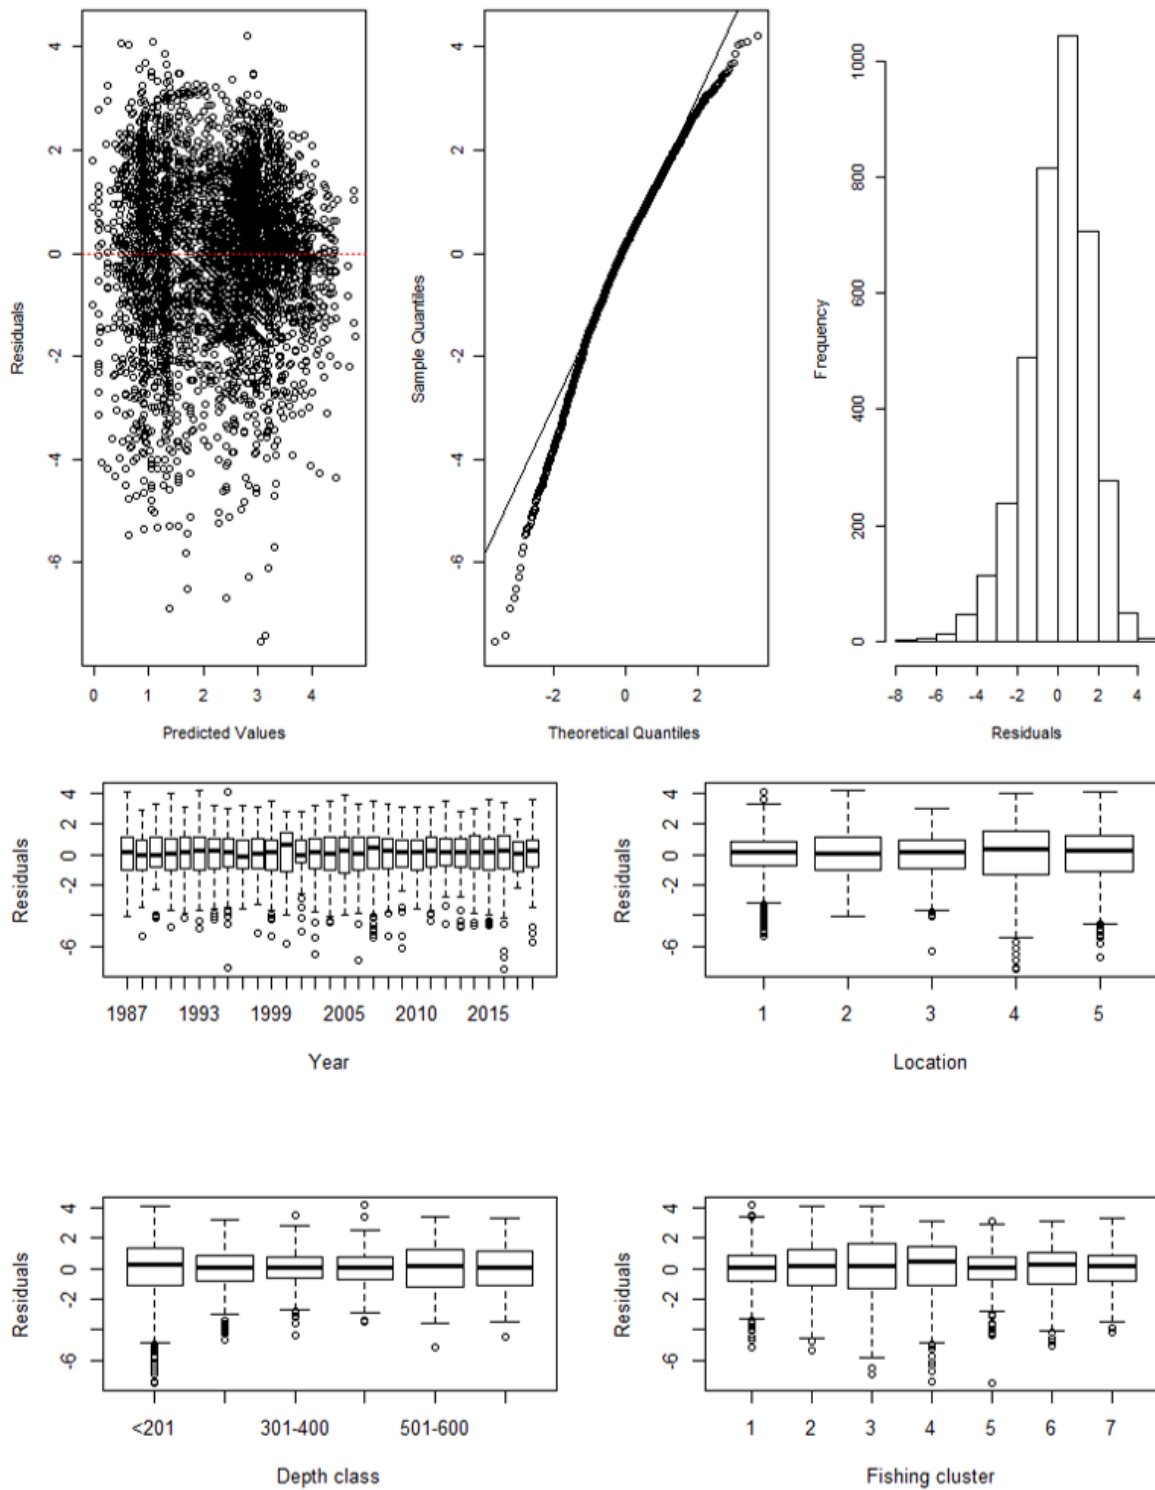 4
2
0
-2
-4
-6
Residuals
0 1 2 3 4
Predicted Values
4
2
0
-2
-4
-6
Sample Quantiles
-2 0 2
Theoretical Quantiles
1000
800
600
400
200
0
Frequency
-8 -6 -4 -2 0 2 4
Residuals
4
2
0
-2
-6
Residuals
1987 1993 1999 2005 2010 2015
Year
4
2
0
-2
-6
Residuals
1 2 3 4 5
Location
4
2
0
-2
-6
Residuals
<201 301-400 501-600
Depth class
4
2
0
-2
-6
Residuals
1 2 3 4 5 6 7
Fishing cluster